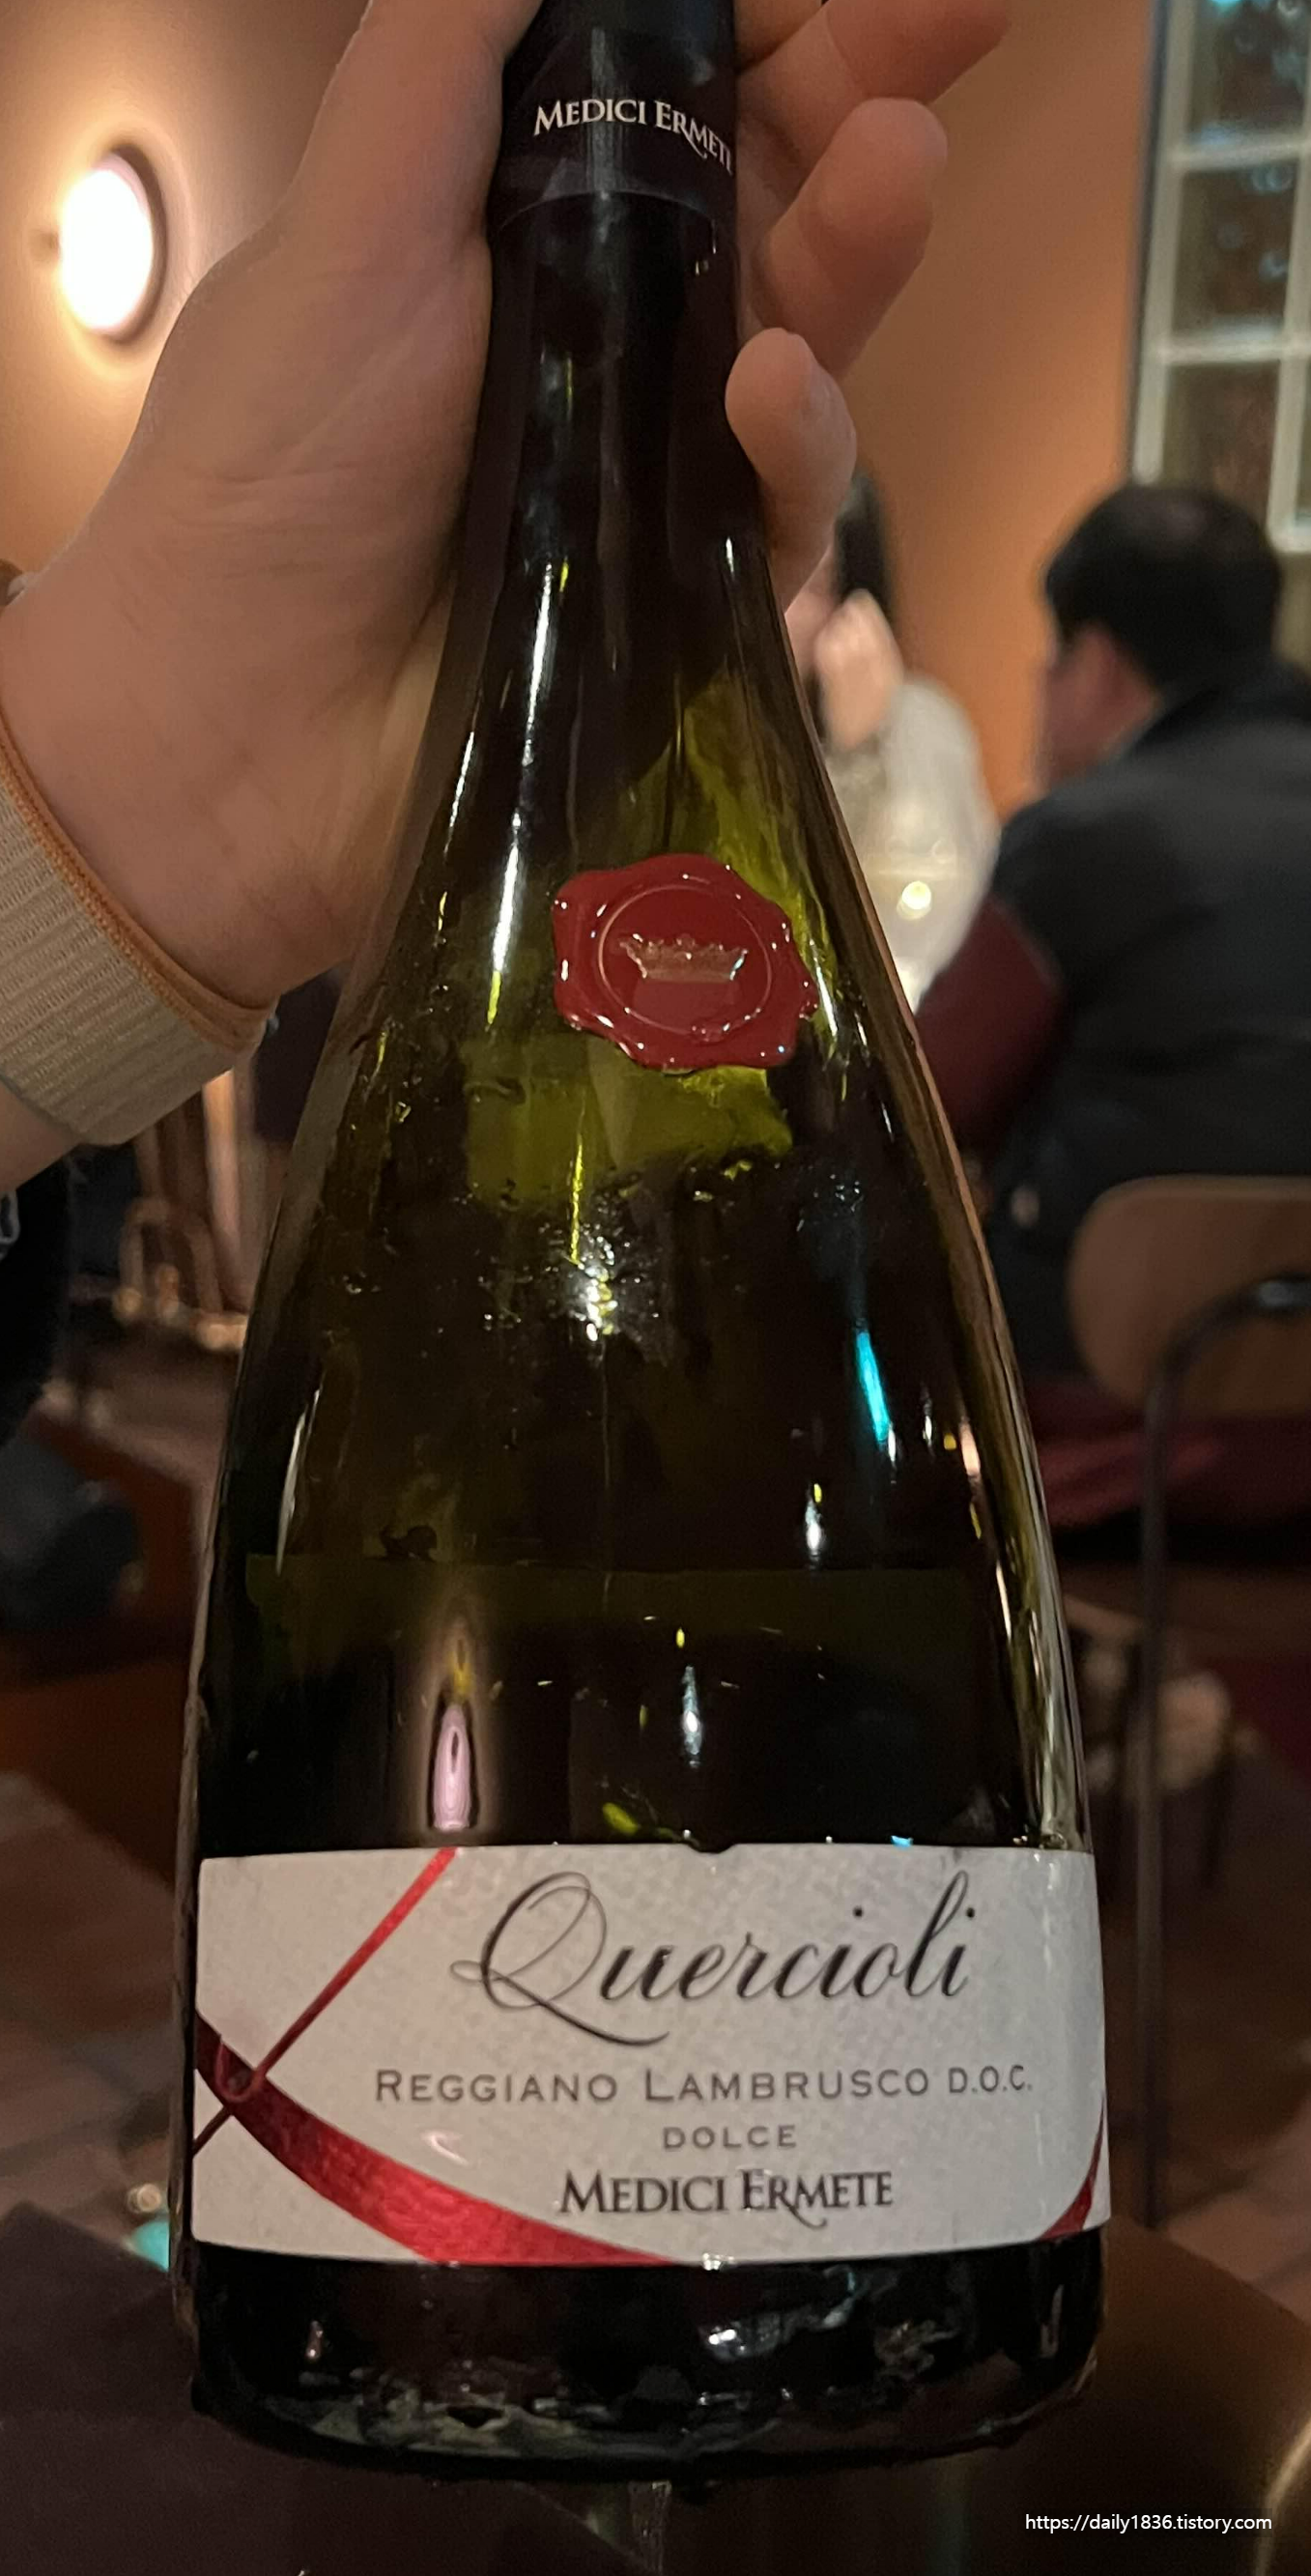 MEDICI ERMETE
Quercioli
REGGIANO LAMBRUSCO D.O.C.
DOLCE
MEDICI ERMETE
https://daily1836.tistory.com